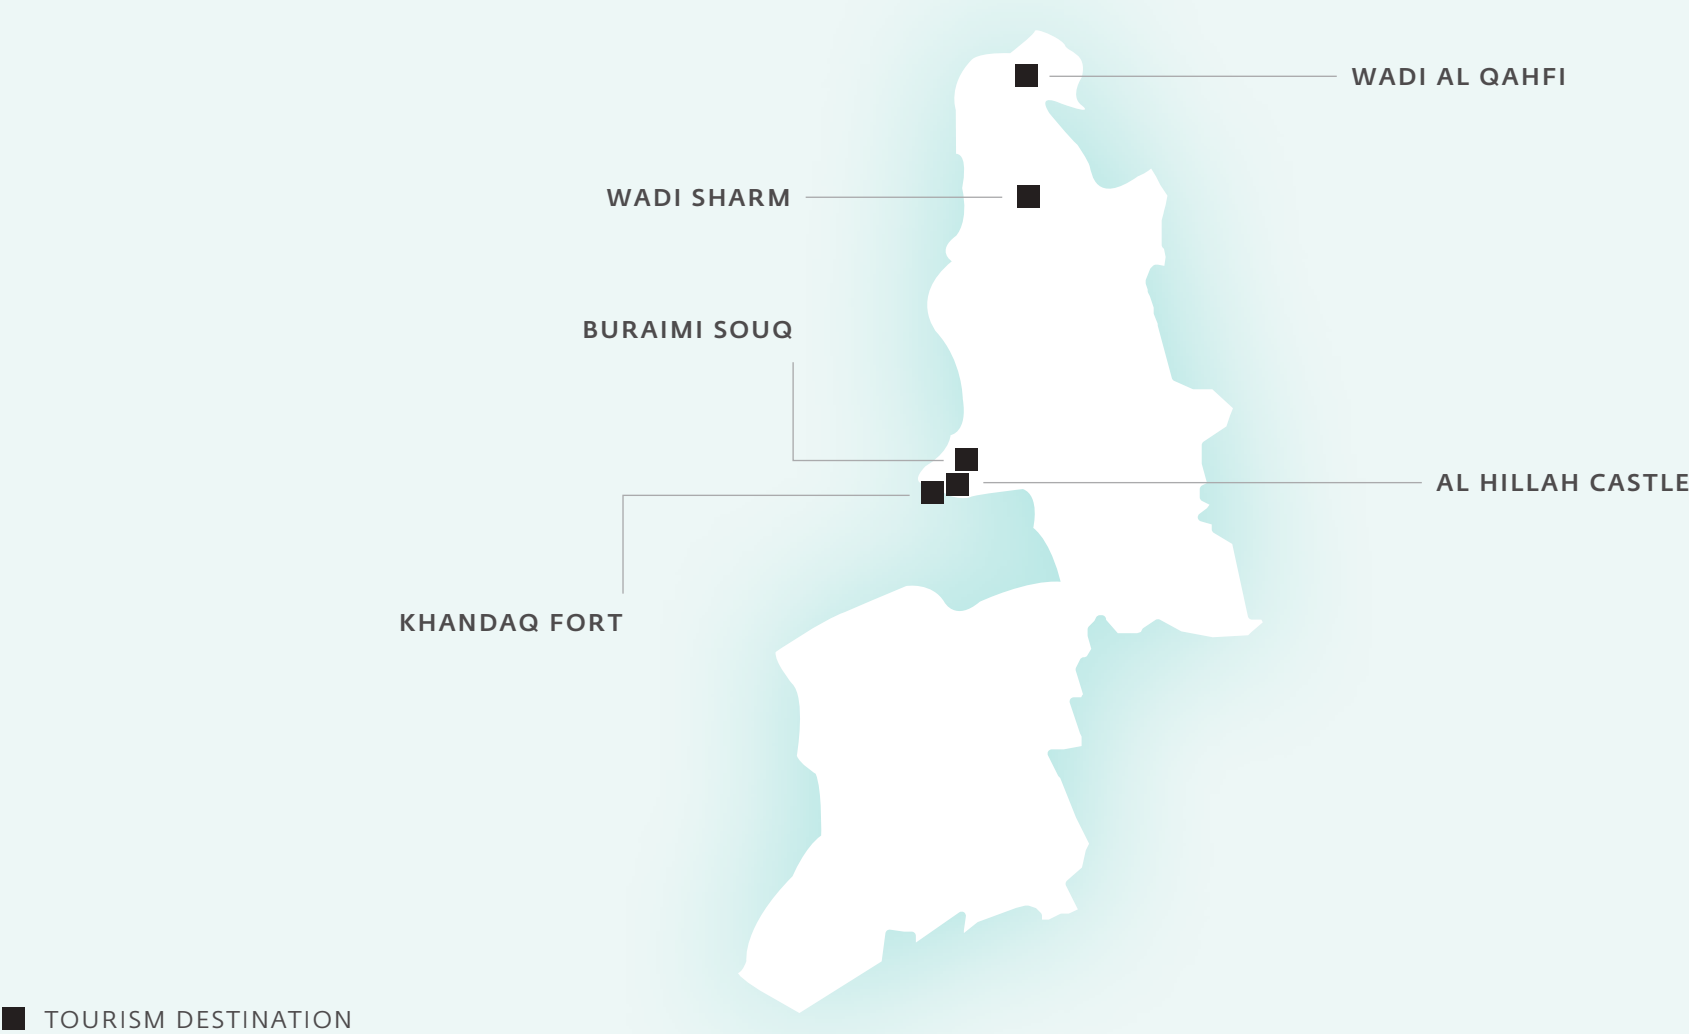 WADI AL QAHFI
WADI SHARM
BURAIMI SOUQ
AL HILLAH CASTLE
KHANDAQ FORT
TOURISM DESTINATION